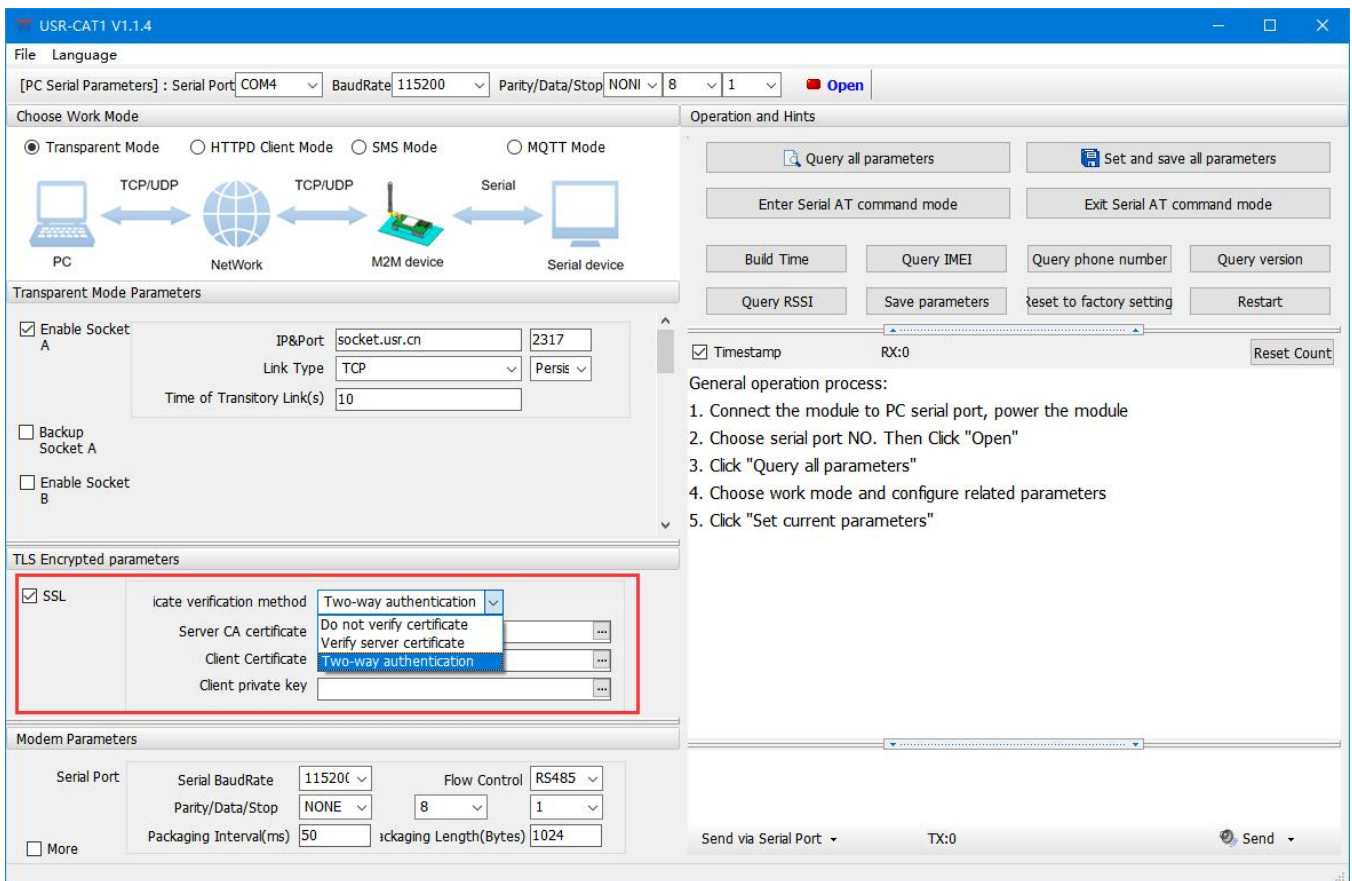 USR-CAT1 V1.1.4
File Language
[PC Serial Parameters] : Serial Port COM4 BaudRate 115200 Parity/Data/Stop NONI 8 1 Open
Choose Work Mode
Transparent Mode HTTPD Client Mode SMS Mode MQTT Mode
TCP/UDP TCP/UDP Serial
PC NetWork M2M device Serial device
Transparent Mode Parameters
Enable Socket A
IP&Port socket.usr.cn 2317
Link Type TCP Persis
Time of Transitory Link(s) 10
Backup Socket A
Enable Socket B
TLS Encrypted parameters
SSL
icate verification method Two-way authentication
Do not verify certificate
Verify server certificate
Two-way authentication
Server CA certificate ...
Client Certificate ...
Client private key ...
Modem Parameters
Serial Port
Serial BaudRate 11520( Flow Control RS485
Parity/Data/Stop NONE 8 1
Packaging Interval(ms) 50 ackaging Length(Bytes) 1024
More
Operation and Hints
Query all parameters Set and save all parameters
Enter Serial AT command mode Exit Serial AT command mode
Build Time Query IMEI Query phone number Query version
Query RSSI Save parameters Reset to factory setting Restart
Timestamp RX:0 Reset Count
General operation process:
1. Connect the module to PC serial port, power the module
2. Choose serial port NO. Then Click "Open"
3. Click "Query all parameters"
4. Choose work mode and configure related parameters
5. Click "Set current parameters"
Send via Serial Port TX:0 Send